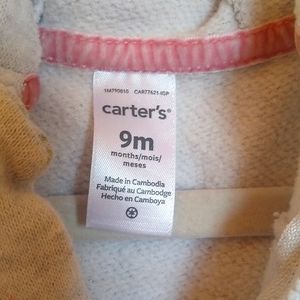 carter's®
9m
months/mois/
meses
Made in Cambodia
Fabriqué au Cambodge
Hecho en Camboya